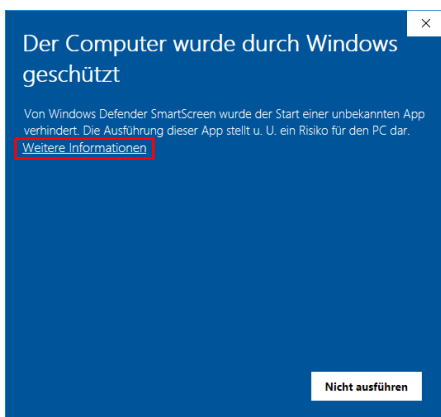 Der Computer wurde durch Windows
geschützt
Von Windows Defender SmartScreen wurde der Start einer unbekannten App
verhindert. Die Ausführung dieser App stellt u. U. ein Risiko für den PC dar.
Weitere Informationen
Nicht ausführen